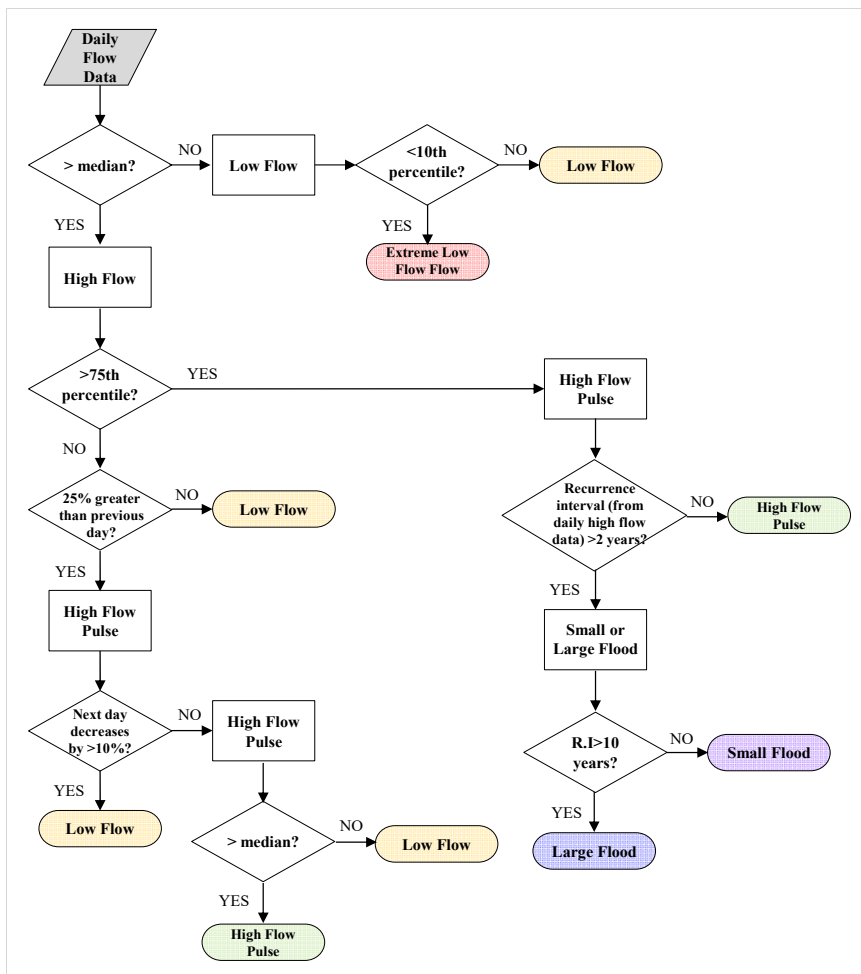 Daily
Flow
Data
> median?
NO
Low Flow
<10th
percentile?
NO
Low Flow
YES
YES
Extreme Low
Flow Flow
High Flow
>75th
percentile?
YES
High Flow
Pulse
NO
25% greater
than previous
day?
NO
Low Flow
Recurrence
interval (from
daily high flow
data) >2 years?
NO
High Flow
Pulse
YES
YES
High Flow
Pulse
Small or
Large Flood
Next day
decreases
by >10%?
NO
High Flow
Pulse
R.I>10
years?
NO
Small Flood
YES
Low Flow
> median?
NO
Low Flow
YES
Large Flood
YES
High Flow
Pulse